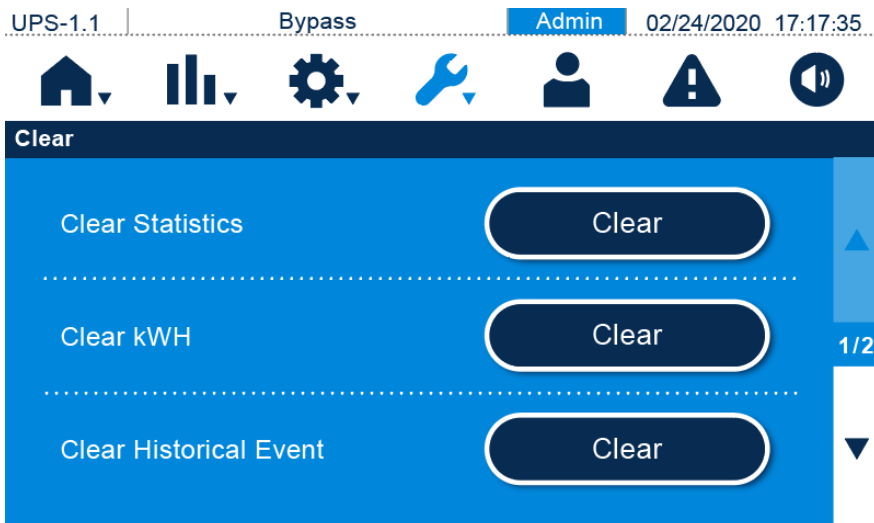 UPS-1.1 Bypass Admin 02/24/2020 17:17:35
Clear
Clear Statistics Clear
Clear kWH Clear
1/2
Clear Historical Event Clear